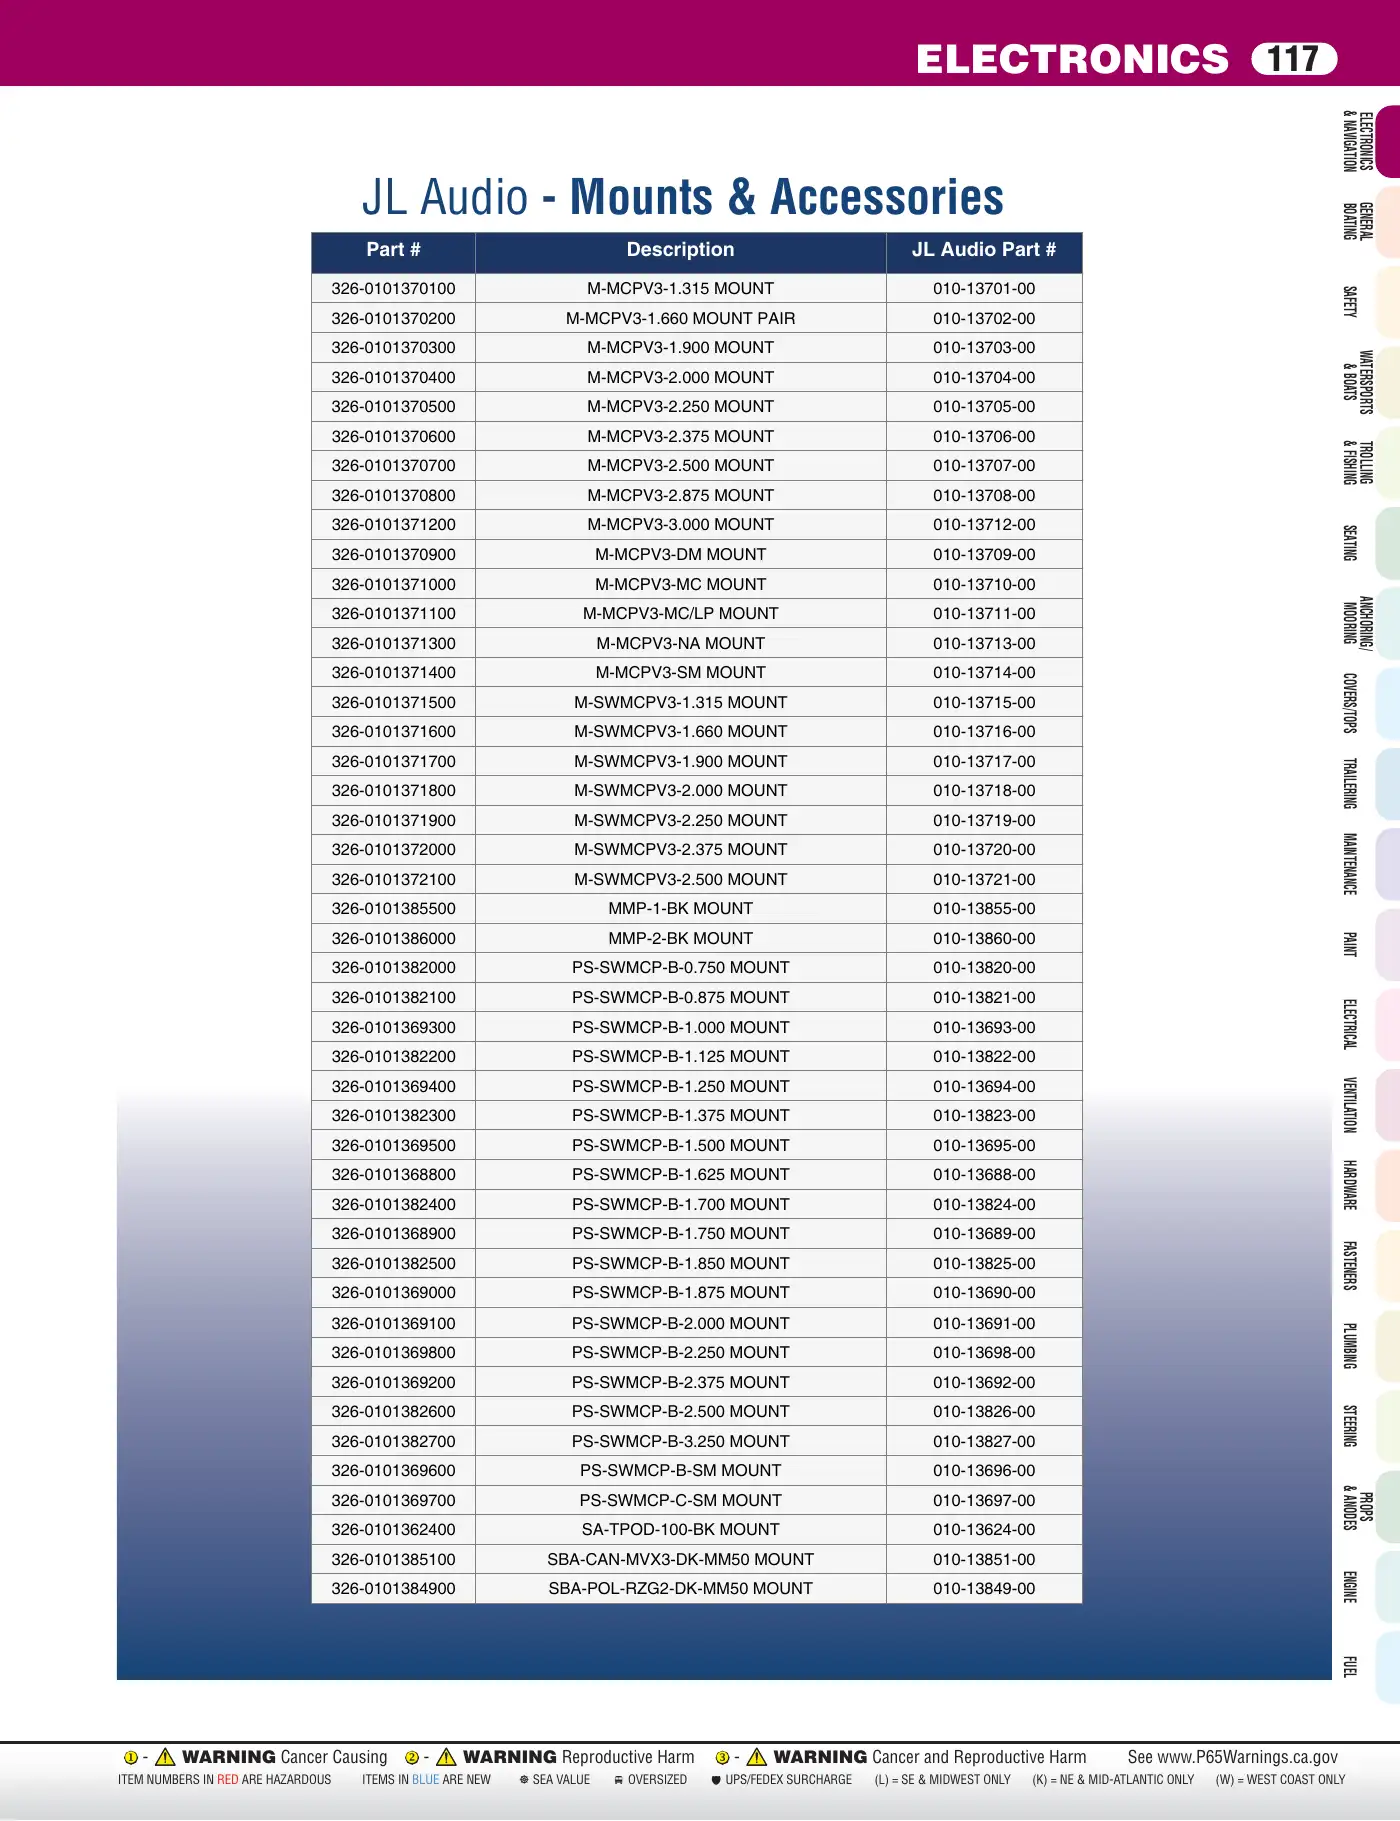 ELECTRONICS 117
JL Audio - Mounts & Accessories
Part # Description JL Audio Part #
326-0101370100 M-MCPV3-1.315 MOUNT 010-13701-00
326-0101370200 M-MCPV3-1.660 MOUNT PAIR 010-13702-00
326-0101370300 M-MCPV3-1.900 MOUNT 010-13703-00
326-0101370400 M-MCPV3-2.000 MOUNT 010-13704-00
326-0101370500 M-MCPV3-2.250 MOUNT 010-13705-00
326-0101370600 M-MCPV3-2.375 MOUNT 010-13706-00
326-0101370700 M-MCPV3-2.500 MOUNT 010-13707-00
326-0101370800 M-MCPV3-2.875 MOUNT 010-13708-00
326-0101371200 M-MCPV3-3.000 MOUNT 010-13712-00
326-0101370900 M-MCPV3-DM MOUNT 010-13709-00
326-0101371000 M-MCPV3-MC MOUNT 010-13710-00
326-0101371100 M-MCPV3-MC/LP MOUNT 010-13711-00
326-0101371300 M-MCPV3-NA MOUNT 010-13713-00
326-0101371400 M-MCPV3-SM MOUNT 010-13714-00
326-0101371500 M-SWMCPV3-1.315 MOUNT 010-13715-00
326-0101371600 M-SWMCPV3-1.660 MOUNT 010-13716-00
326-0101371700 M-SWMCPV3-1.900 MOUNT 010-13717-00
326-0101371800 M-SWMCPV3-2.000 MOUNT 010-13718-00
326-0101371900 M-SWMCPV3-2.250 MOUNT 010-13719-00
326-0101372000 M-SWMCPV3-2.375 MOUNT 010-13720-00
326-0101372100 M-SWMCPV3-2.500 MOUNT 010-13721-00
326-0101385500 MMP-1-BK MOUNT 010-13855-00
326-0101386000 MMP-2-BK MOUNT 010-13860-00
326-0101382000 PS-SWMCP-B-0.750 MOUNT 010-13820-00
326-0101382100 PS-SWMCP-B-0.875 MOUNT 010-13821-00
326-0101369300 PS-SWMCP-B-1.000 MOUNT 010-13693-00
326-0101382200 PS-SWMCP-B-1.125 MOUNT 010-13822-00
326-0101369400 PS-SWMCP-B-1.250 MOUNT 010-13694-00
326-0101382300 PS-SWMCP-B-1.375 MOUNT 010-13823-00
326-0101369500 PS-SWMCP-B-1.500 MOUNT 010-13695-00
326-0101368800 PS-SWMCP-B-1.625 MOUNT 010-13688-00
326-0101382400 PS-SWMCP-B-1.700 MOUNT 010-13824-00
326-0101368900 PS-SWMCP-B-1.750 MOUNT 010-13689-00
326-0101382500 PS-SWMCP-B-1.850 MOUNT 010-13825-00
326-0101369000 PS-SWMCP-B-1.875 MOUNT 010-13690-00
326-0101369100 PS-SWMCP-B-2.000 MOUNT 010-13691-00
326-0101369800 PS-SWMCP-B-2.250 MOUNT 010-13698-00
326-0101369200 PS-SWMCP-B-2.375 MOUNT 010-13692-00
326-0101382600 PS-SWMCP-B-2.500 MOUNT 010-13826-00
326-0101382700 PS-SWMCP-B-3.250 MOUNT 010-13827-00
326-0101369600 PS-SWMCP-B-SM MOUNT 010-13696-00
326-0101369700 PS-SWMCP-C-SM MOUNT 010-13697-00
326-0101362400 SA-TPOD-100-BK MOUNT 010-13624-00
326-0101385100 SBA-CAN-MVX3-DK-MM50 MOUNT 010-13851-00
326-0101384900 SBA-POL-RZG2-DK-MM50 MOUNT 010-13849-00
ELECTRONICS
& NAVIGATION
GENERAL
BOATING
SAFETY
WATERSPORTS
& BOATS
TROLLING
& FISHING
SEATING
ANCHORING/
MOORING
COVERS/TOPS
TRAILERING
MAINTENANCE
PAINT
ELECTRICAL
VENTILATION
HARDWARE
FASTENERS
PLUMBING
STEERING
PROPS
& ANODES
ENGINE
FUEL
1 - WARNING Cancer Causing 2 - WARNING Reproductive Harm 3 - WARNING Cancer and Reproductive Harm See www.P65Warnings.ca.gov
ITEM NUMBERS IN RED ARE HAZARDOUS ITEMS IN BLUE ARE NEW SEA VALUE OVERSIZED UPS/FEDEX SURCHARGE (L) = SE & MIDWEST ONLY (K) = NE & MID-ATLANTIC ONLY (W) = WEST COAST ONLY